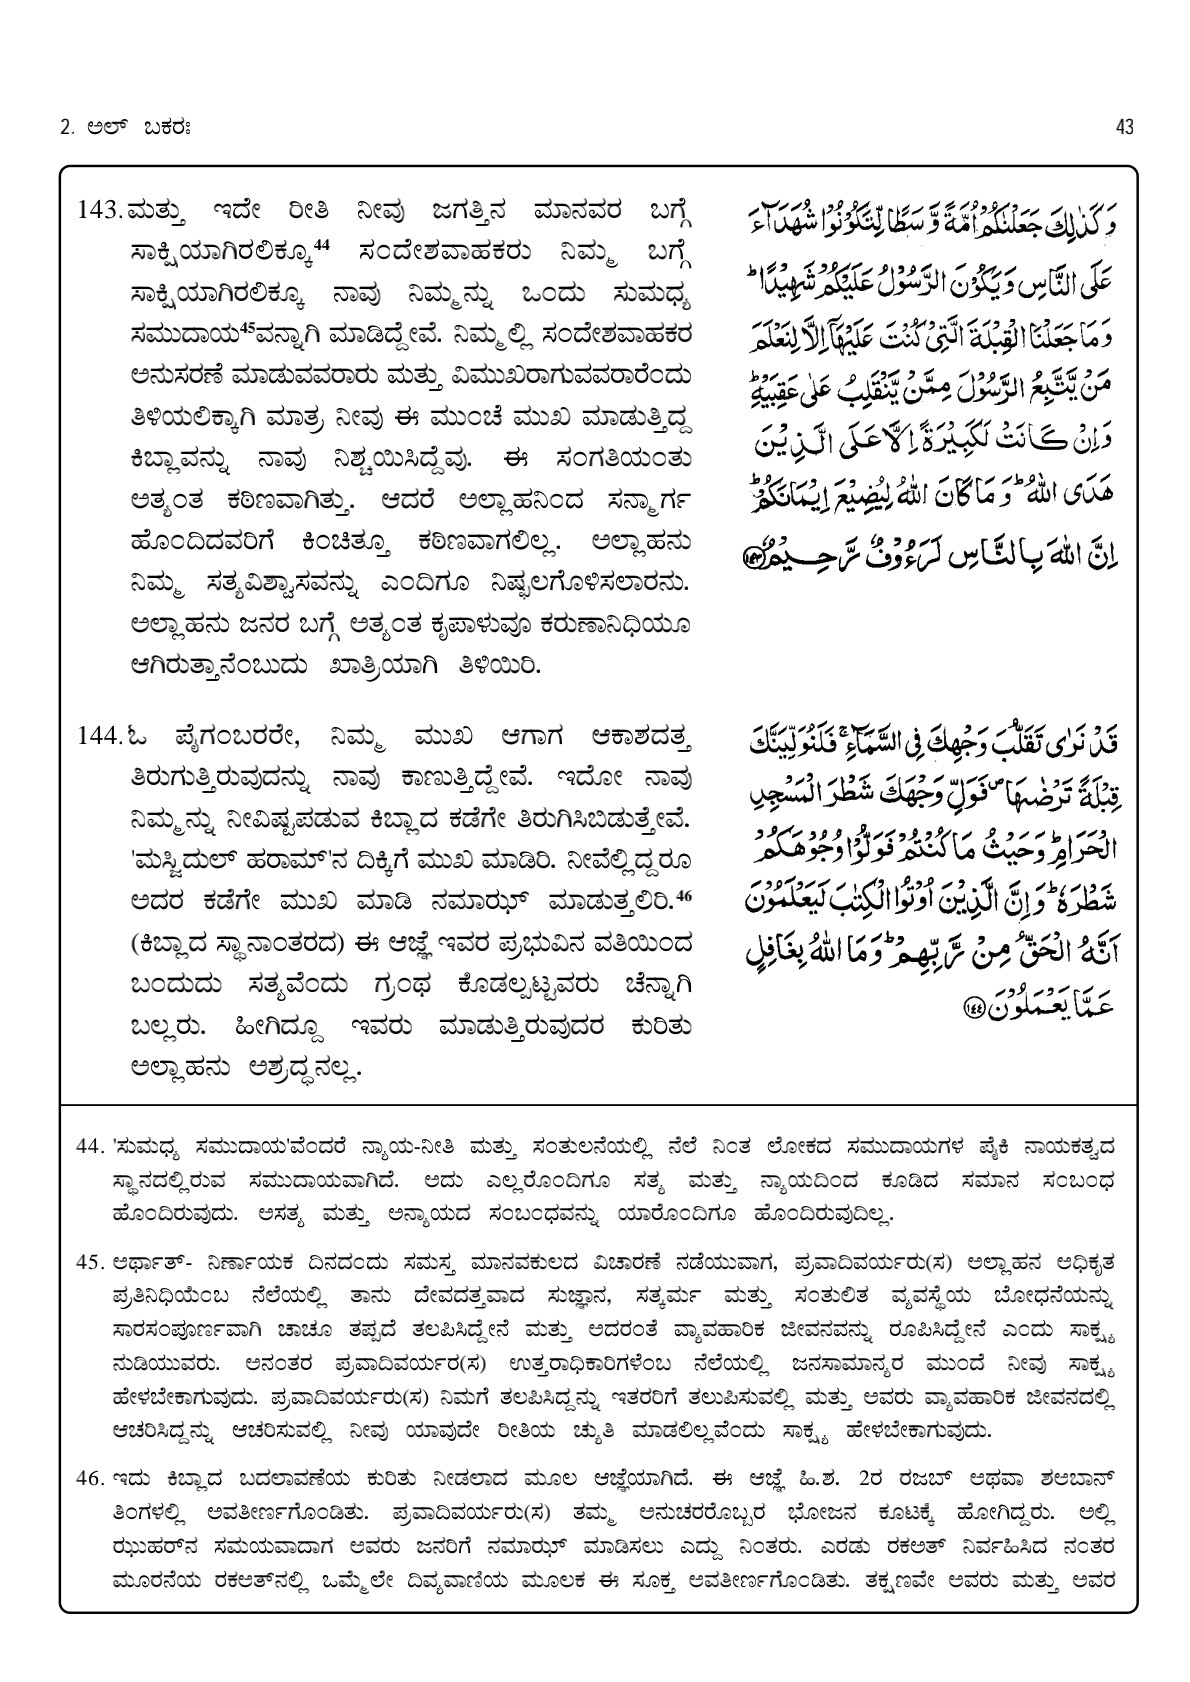 2. ಅಲ್ ಬಕರಃ 43
143. ಮತ್ತು ಇದೇ ರೀತಿ ನೀವು ಜಗತ್ತಿನ ಮಾನವರ ಬಗ್ಗೆ
ಸಾಕ್ಷಿಯಾಗಿರಲಿಕ್ಕೂ⁴⁴ ಸಂದೇಶವಾಹಕರು ನಿಮ್ಮ ಬಗ್ಗೆ
ಸಾಕ್ಷಿಯಾಗಿರಲಿಕ್ಕೂ ನಾವು ನಿಮ್ಮನ್ನು ಒಂದು ಸುಮಧ್ಯ
ಸಮುದಾಯ⁴⁵ವನ್ನಾಗಿ ಮಾಡಿದ್ದೇವೆ. ನಿಮ್ಮಲ್ಲಿ ಸಂದೇಶವಾಹಕರ
ಅನುಸರಣೆ ಮಾಡುವವರಾರು ಮತ್ತು ವಿಮುಖರಾಗುವವರಾರೆಂದು
ತಿಳಿಯಲಿಕ್ಕಾಗಿ ಮಾತ್ರ ನೀವು ಈ ಮುಂಚೆ ಮುಖ ಮಾಡುತ್ತಿದ್ದ
ಕಿಬ್ಲಾವನ್ನು ನಾವು ನಿಶ್ಚಯಿಸಿದ್ದೆವು. ಈ ಸಂಗತಿಯಂತು
ಅತ್ಯಂತ ಕಠಿಣವಾಗಿತ್ತು. ಆದರೆ ಅಲ್ಲಾಹನಿಂದ ಸನ್ಮಾರ್ಗ
ಹೊಂದಿದವರಿಗೆ ಕಿಂಚಿತ್ತೂ ಕಠಿಣವಾಗಲಿಲ್ಲ. ಅಲ್ಲಾಹನು
ನಿಮ್ಮ ಸತ್ಯವಿಶ್ವಾಸವನ್ನು ಎಂದಿಗೂ ನಿಷ್ಫಲಗೊಳಿಸಲಾರನು.
ಅಲ್ಲಾಹನು ಜನರ ಬಗ್ಗೆ ಅತ್ಯಂತ ಕೃಪಾಳುವೂ ಕರುಣಾನಿಧಿಯೂ
ಆಗಿರುತ್ತಾನೆಂಬುದು ಖಾತ್ರಿಯಾಗಿ ತಿಳಿಯಿರಿ.
وَكَذٰلِكَ جَعَلْنٰكُمْ اُمَّةً وَّسَطًا لِّتَكُوْنُوْا شُهَدَآءَ
عَلَى النَّاسِ وَيَكُوْنَ الرَّسُوْلُ عَلَيْكُمْ شَهِيْدًا ؕ
وَمَا جَعَلْنَا الْقِبْلَةَ الَّتِىْ كُنْتَ عَلَيْهَآ اِلَّا لِنَعْلَمَ
مَنْ يَّتَّبِعُ الرَّسُوْلَ مِمَّنْ يَّنْقَلِبُ عَلٰى عَقِبَيْهِ ؕ
وَاِنْ كَانَتْ لَكَبِيْرَةً اِلَّا عَلَى الَّذِيْنَ
هَدَى اللّٰهُ ؕ وَمَا كَانَ اللّٰهُ لِيُضِيْعَ اِيْمَانَكُمْ ؕ
اِنَّ اللّٰهَ بِالنَّاسِ لَرَءُوْفٌ رَّحِيْمٌ ﴿۱۴۳﴾
144. ಓ ಪೈಗಂಬರರೇ, ನಿಮ್ಮ ಮುಖ ಆಗಾಗ ಆಕಾಶದತ್ತ
ತಿರುಗುತ್ತಿರುವುದನ್ನು ನಾವು ಕಾಣುತ್ತಿದ್ದೇವೆ. ಇದೋ ನಾವು
ನಿಮ್ಮನ್ನು ನೀವಿಷ್ಟಪಡುವ ಕಿಬ್ಲಾದ ಕಡೆಗೇ ತಿರುಗಿಸಿಬಿಡುತ್ತೇವೆ.
'ಮಸ್ಜಿದುಲ್ ಹರಾಮ್'ನ ದಿಕ್ಕಿಗೆ ಮುಖ ಮಾಡಿರಿ. ನೀವೆಲ್ಲಿದ್ದರೂ
ಅದರ ಕಡೆಗೇ ಮುಖ ಮಾಡಿ ನಮಾಝ್ ಮಾಡುತ್ತಲಿರಿ.⁴⁶
(ಕಿಬ್ಲಾದ ಸ್ಥಾನಾಂತರದ) ಈ ಆಜ್ಞೆ ಇವರ ಪ್ರಭುವಿನ ವತಿಯಿಂದ
ಬಂದುದು ಸತ್ಯವೆಂದು ಗ್ರಂಥ ಕೊಡಲ್ಪಟ್ಟವರು ಚೆನ್ನಾಗಿ
ಬಲ್ಲರು. ಹೀಗಿದ್ದೂ ಇವರು ಮಾಡುತ್ತಿರುವುದರ ಕುರಿತು
ಅಲ್ಲಾಹನು ಅಶ್ರದ್ಧನಲ್ಲ.
قَدْ نَرٰى تَقَلُّبَ وَجْهِكَ فِى السَّمَآءِ ۚ فَلَنُوَلِّيَنَّكَ
قِبْلَةً تَرْضٰىهَا ۪ فَوَلِّ وَجْهَكَ شَطْرَ الْمَسْجِدِ
الْحَرَامِ ؕ وَحَيْثُ مَا كُنْتُمْ فَوَلُّوْا وُجُوْهَكُمْ
شَطْرَهٗ ؕ وَاِنَّ الَّذِيْنَ اُوْتُوا الْكِتٰبَ لَيَعْلَمُوْنَ
اَنَّهُ الْحَقُّ مِنْ رَّبِّهِمْ ؕ وَمَا اللّٰهُ بِغَافِلٍ
عَمَّا يَعْمَلُوْنَ ﴿۱۴۴﴾
44. 'ಸುಮಧ್ಯ ಸಮುದಾಯ'ವೆಂದರೆ ನ್ಯಾಯ-ನೀತಿ ಮತ್ತು ಸಂತುಲನೆಯಲ್ಲಿ ನೆಲೆ ನಿಂತ ಲೋಕದ ಸಮುದಾಯಗಳ ಪೈಕಿ ನಾಯಕತ್ವದ
ಸ್ಥಾನದಲ್ಲಿರುವ ಸಮುದಾಯವಾಗಿದೆ. ಅದು ಎಲ್ಲರೊಂದಿಗೂ ಸತ್ಯ ಮತ್ತು ನ್ಯಾಯದಿಂದ ಕೂಡಿದ ಸಮಾನ ಸಂಬಂಧ
ಹೊಂದಿರುವುದು. ಅಸತ್ಯ ಮತ್ತು ಅನ್ಯಾಯದ ಸಂಬಂಧವನ್ನು ಯಾರೊಂದಿಗೂ ಹೊಂದಿರುವುದಿಲ್ಲ.
45. ಅರ್ಥಾತ್- ನಿರ್ಣಾಯಕ ದಿನದಂದು ಸಮಸ್ತ ಮಾನವಕುಲದ ವಿಚಾರಣೆ ನಡೆಯುವಾಗ, ಪ್ರವಾದಿವರ್ಯರು(ಸ) ಅಲ್ಲಾಹನ ಅಧಿಕೃತ
ಪ್ರತಿನಿಧಿಯೆಂಬ ನೆಲೆಯಲ್ಲಿ ತಾನು ದೇವದತ್ತವಾದ ಸುಜ್ಞಾನ, ಸತ್ಕರ್ಮ ಮತ್ತು ಸಂತುಲಿತ ವ್ಯವಸ್ಥೆಯ ಬೋಧನೆಯನ್ನು
ಸಾರಸಂಪೂರ್ಣವಾಗಿ ಚಾಚೂ ತಪ್ಪದೆ ತಲಪಿಸಿದ್ದೇನೆ ಮತ್ತು ಅದರಂತೆ ವ್ಯಾವಹಾರಿಕ ಜೀವನವನ್ನು ರೂಪಿಸಿದ್ದೇನೆ ಎಂದು ಸಾಕ್ಷ್ಯ
ನುಡಿಯುವರು. ಅನಂತರ ಪ್ರವಾದಿವರ್ಯರ(ಸ) ಉತ್ತರಾಧಿಕಾರಿಗಳೆಂಬ ನೆಲೆಯಲ್ಲಿ ಜನಸಾಮಾನ್ಯರ ಮುಂದೆ ನೀವು ಸಾಕ್ಷ್ಯ
ಹೇಳಬೇಕಾಗುವುದು. ಪ್ರವಾದಿವರ್ಯರು(ಸ) ನಿಮಗೆ ತಲಪಿಸಿದ್ದನ್ನು ಇತರರಿಗೆ ತಲುಪಿಸುವಲ್ಲಿ ಮತ್ತು ಅವರು ವ್ಯಾವಹಾರಿಕ ಜೀವನದಲ್ಲಿ
ಆಚರಿಸಿದ್ದನ್ನು ಆಚರಿಸುವಲ್ಲಿ ನೀವು ಯಾವುದೇ ರೀತಿಯ ಚ್ಯುತಿ ಮಾಡಲಿಲ್ಲವೆಂದು ಸಾಕ್ಷ್ಯ ಹೇಳಬೇಕಾಗುವುದು.
46. ಇದು ಕಿಬ್ಲಾದ ಬದಲಾವಣೆಯ ಕುರಿತು ನೀಡಲಾದ ಮೂಲ ಆಜ್ಞೆಯಾಗಿದೆ. ಈ ಆಜ್ಞೆ ಹಿ.ಶ. 2ರ ರಜಬ್ ಅಥವಾ ಶಅಬಾನ್
ತಿಂಗಳಲ್ಲಿ ಅವತೀರ್ಣಗೊಂಡಿತು. ಪ್ರವಾದಿವರ್ಯರು(ಸ) ತಮ್ಮ ಅನುಚರರೊಬ್ಬರ ಭೋಜನ ಕೂಟಕ್ಕೆ ಹೋಗಿದ್ದರು. ಅಲ್ಲಿ
ಝುಹರ್‌ನ ಸಮಯವಾದಾಗ ಅವರು ಜನರಿಗೆ ನಮಾಝ್ ಮಾಡಿಸಲು ಎದ್ದು ನಿಂತರು. ಎರಡು ರಕಅತ್ ನಿರ್ವಹಿಸಿದ ನಂತರ
ಮೂರನೆಯ ರಕಅತ್‌ನಲ್ಲಿ ಒಮ್ಮೆಲೇ ದಿವ್ಯವಾಣಿಯ ಮೂಲಕ ಈ ಸೂಕ್ತ ಅವತೀರ್ಣಗೊಂಡಿತು. ತಕ್ಷಣವೇ ಅವರು ಮತ್ತು ಅವರ